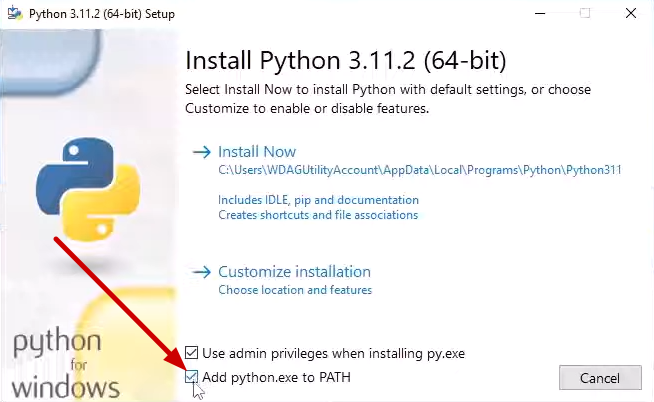 Python 3.11.2 (64-bit) Setup
Install Python 3.11.2 (64-bit)
Select Install Now to install Python with default settings, or choose
Customize to enable or disable features.
Install Now
C:\Users\WDAGUtilityAccount\AppData\Local\Programs\Python\Python311
Includes IDLE, pip and documentation
Creates shortcuts and file associations
Customize installation
Choose location and features
Use admin privileges when installing py.exe
Add python.exe to PATH
Cancel
python
for
windows